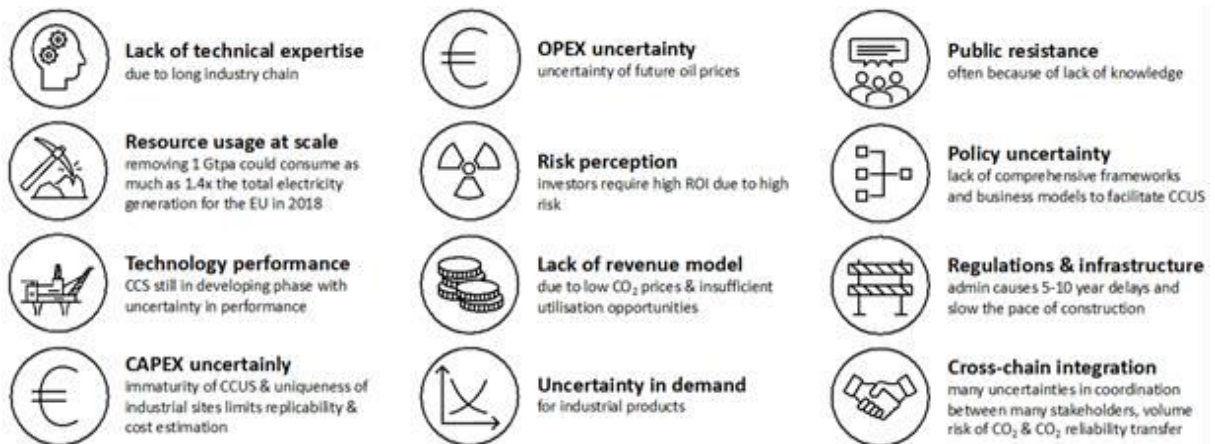 Lack of technical expertise
due to long industry chain
Resource usage at scale
removing 1 Gtpa could consume as
much as 1.4x the total electricity
generation for the EU in 2018
Technology performance
CCS still in developing phase with
uncertainty in performance
CAPEX uncertainly
immaturity of CCUS & uniqueness of
industrial sites limits replicability &
cost estimation
OPEX uncertainty
uncertainty of future oil prices
Risk perception
investors require high ROI due to high
risk
Lack of revenue model
due to low CO₂ prices & insufficient
utilisation opportunities
Uncertainty in demand
for industrial products
Public resistance
often because of lack of knowledge
Policy uncertainty
lack of comprehensive frameworks
and business models to facilitate CCUS
Regulations & infrastructure
admin causes 5-10 year delays and
slow the pace of construction
Cross-chain integration
many uncertainties in coordination
between many stakeholders, volume
risk of CO₂ & CO₂ reliability transfer